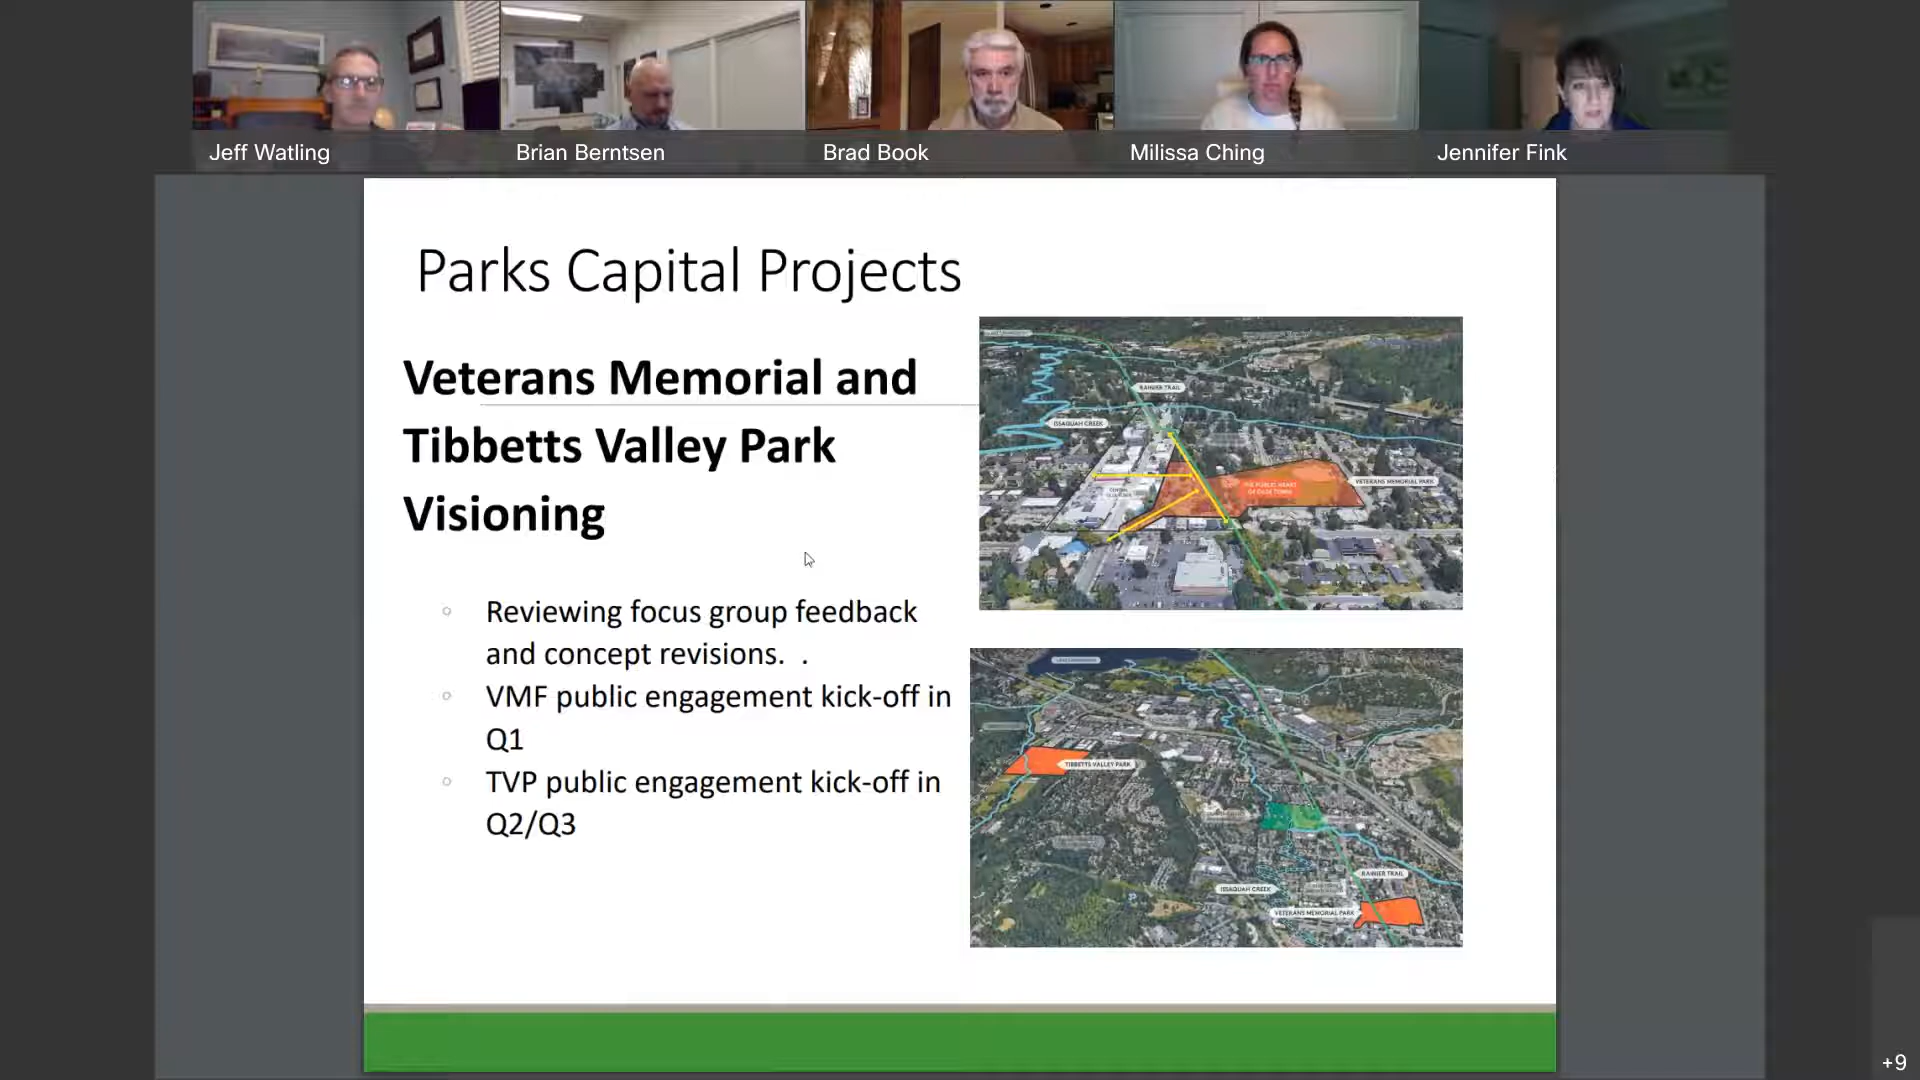 Jeff Watling
Brian Berntsen
Brad Book
Milissa Ching
Jennifer Fink
Parks Capital Projects
Veterans Memorial and
Tibbetts Valley Park
Visioning
Reviewing focus group feedback
and concept revisions. .
VMF public engagement kick-off in
Q1
TVP public engagement kick-off in
Q2/Q3
RAINIER TRAIL
ISSAQUAH CREEK
VETERANS MEMORIAL PARK
THE PUBLIC HEART
OF OLDE TOWN
TIBBETTS VALLEY PARK
RAINIER TRAIL
ISSAQUAH CREEK
VETERANS MEMORIAL PARK
+9